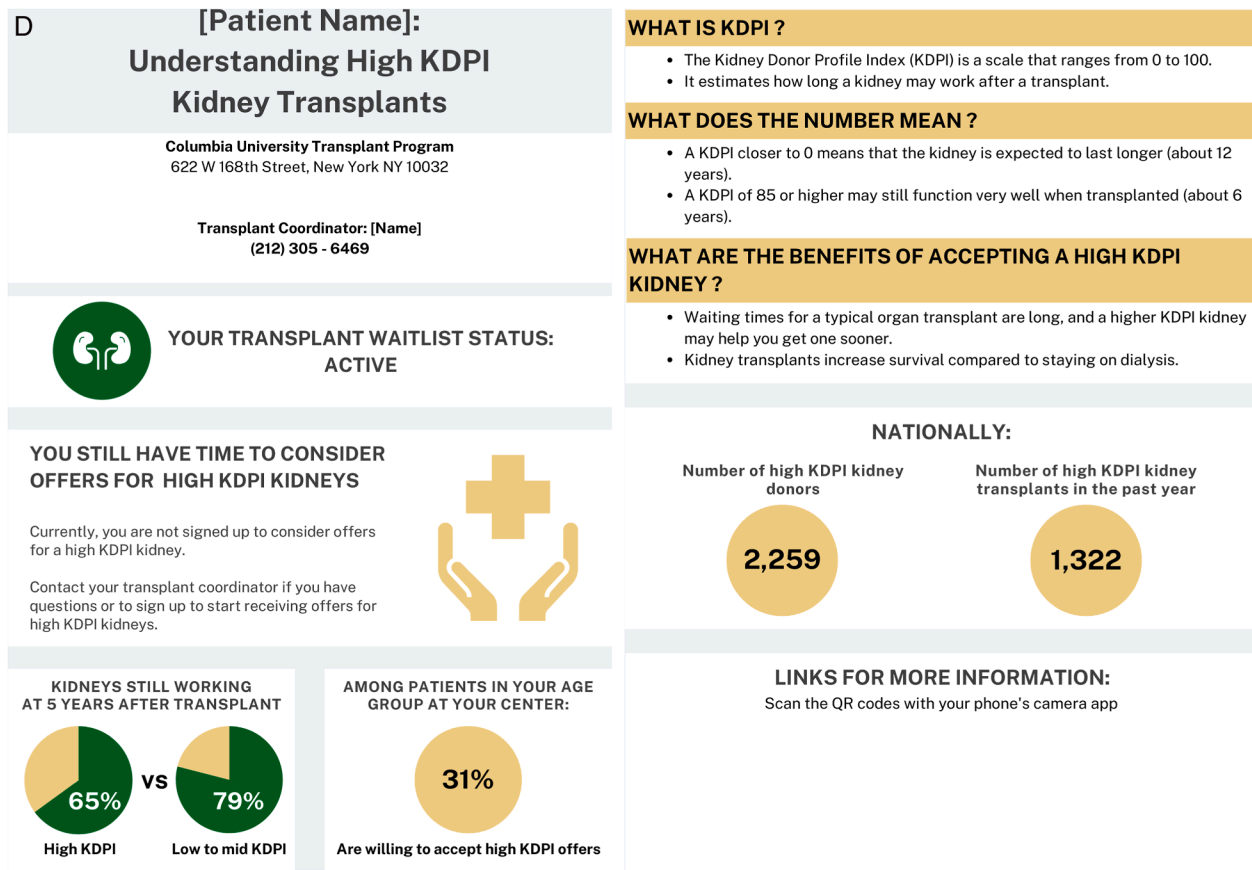 D
[Patient Name]:
Understanding High KDPI
Kidney Transplants
Columbia University Transplant Program
622 W 168th Street, New York NY 10032
Transplant Coordinator: [Name]
(212) 305 - 6469
YOUR TRANSPLANT WAITLIST STATUS:
ACTIVE
YOU STILL HAVE TIME TO CONSIDER
OFFERS FOR HIGH KDPI KIDNEYS
Currently, you are not signed up to consider offers
for a high KDPI kidney.
Contact your transplant coordinator if you have
questions or to sign up to start receiving offers for
high KDPI kidneys.
KIDNEYS STILL WORKING
AT 5 YEARS AFTER TRANSPLANT
65%
VS
79%
High KDPI
Low to mid KDPI
AMONG PATIENTS IN YOUR AGE
GROUP AT YOUR CENTER:
31%
Are willing to accept high KDPI offers
WHAT IS KDPI ?
• The Kidney Donor Profile Index (KDPI) is a scale that ranges from 0 to 100.
• It estimates how long a kidney may work after a transplant.
WHAT DOES THE NUMBER MEAN ?
• A KDPI closer to 0 means that the kidney is expected to last longer (about 12
years).
• A KDPI of 85 or higher may still function very well when transplanted (about 6
years).
WHAT ARE THE BENEFITS OF ACCEPTING A HIGH KDPI
KIDNEY ?
• Waiting times for a typical organ transplant are long, and a higher KDPI kidney
may help you get one sooner.
• Kidney transplants increase survival compared to staying on dialysis.
NATIONALLY:
Number of high KDPI kidney
donors
2,259
Number of high KDPI kidney
transplants in the past year
1,322
LINKS FOR MORE INFORMATION:
Scan the QR codes with your phone's camera app